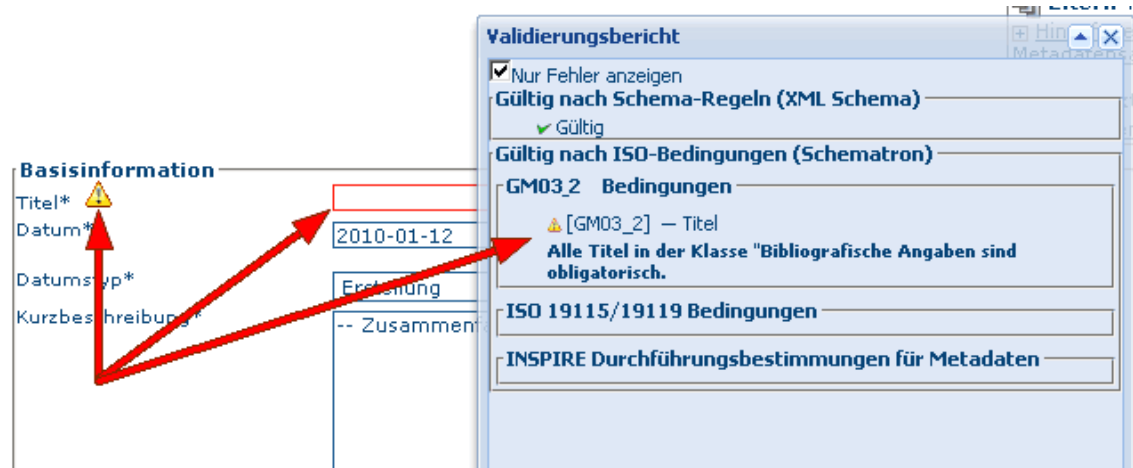 Validierungsbericht
Nur Fehler anzeigen
Gültig nach Schema-Regeln (XML Schema)
Gültig
Gültig nach ISO-Bedingungen (Schematron)
GM03_2 Bedingungen
[GM03_2] — Titel
Alle Titel in der Klasse "Bibliografische Angaben sind
obligatorisch.
ISO 19115/19119 Bedingungen
INSPIRE Durchführungsbestimmungen für Metadaten
Basisinformation
Titel*
Datum*
2010-01-12
Datumstyp*
Erstellung
Kurzbeschreibung*
-- Zusammenfa